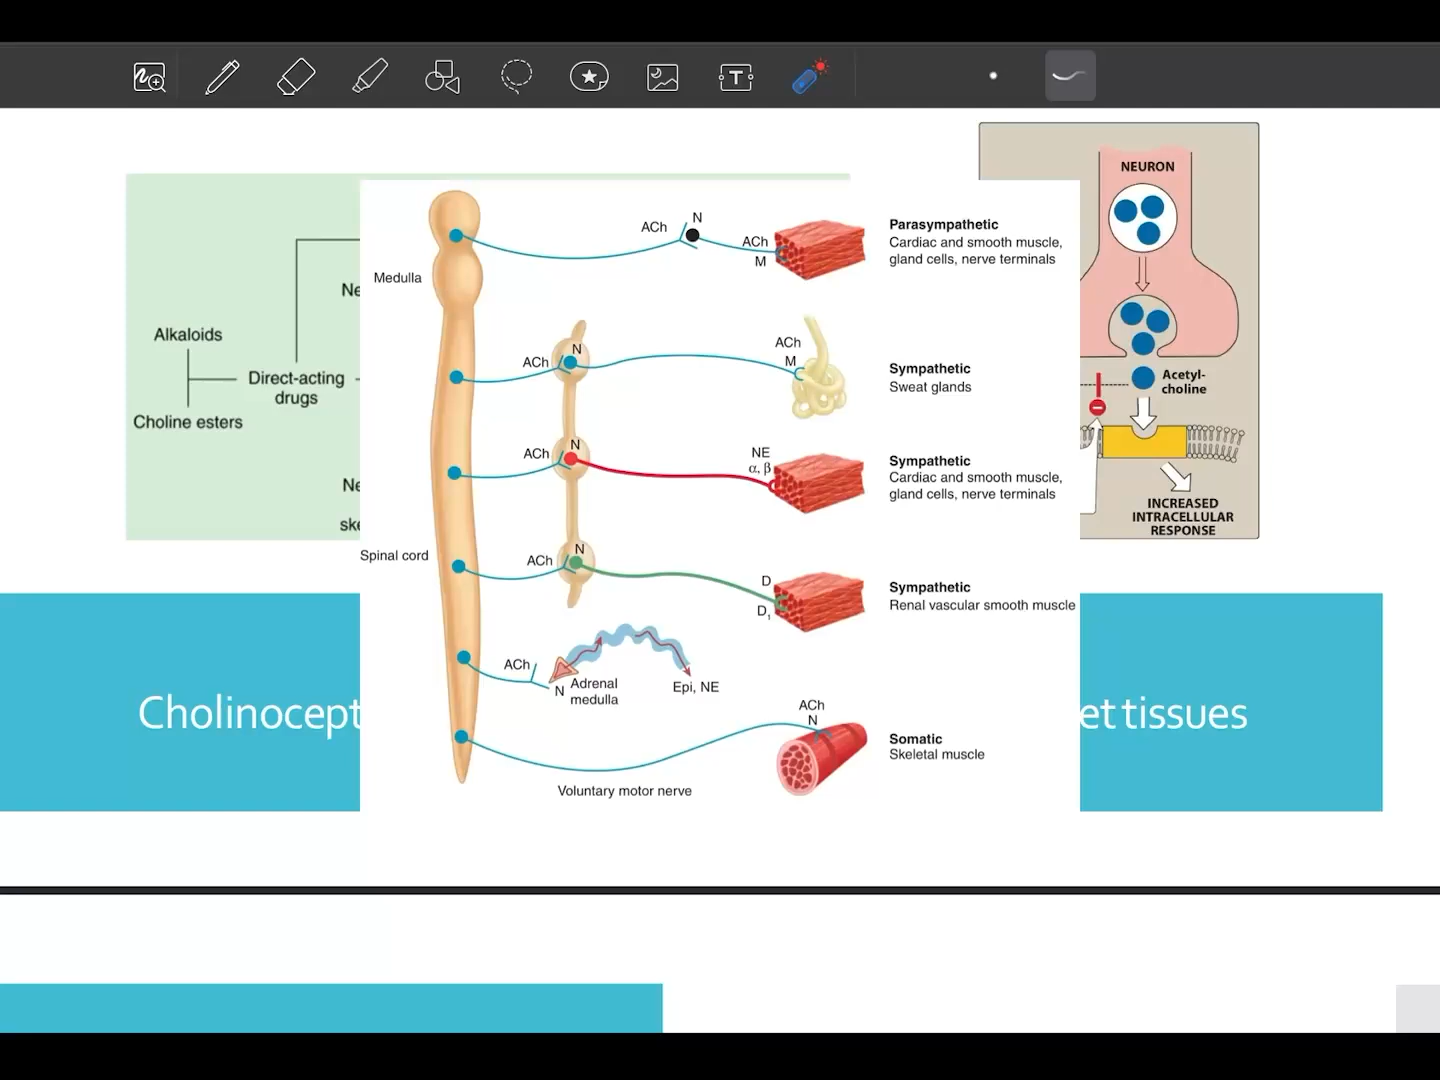 T
NEURON
ACh
N
ACh
M
Parasympathetic
Cardiac and smooth muscle,
gland cells, nerve terminals
Medulla
Ne
Alkaloids
Direct-acting
drugs
Choline esters
Ne
ske
ACh
N
ACh
M
Sympathetic
Sweat glands
Acetyl-
choline
ACh
N
NE
α, β
Sympathetic
Cardiac and smooth muscle,
gland cells, nerve terminals
INCREASED
INTRACELLULAR
RESPONSE
Spinal cord
ACh
N
D
D1
Sympathetic
Renal vascular smooth muscle
ACh
N
Adrenal
medulla
Epi, NE
Cholinocept
et tissues
ACh
N
Somatic
Skeletal muscle
Voluntary motor nerve